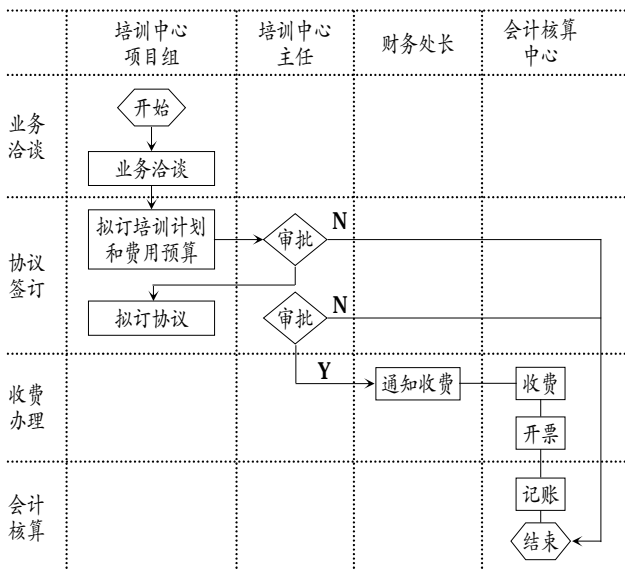 培训中心
项目组
培训中心
主任
财务处长
会计核算
中心
业务
洽谈
开始
业务洽谈
协议
签订
拟订培训计划
和费用预算
审批
N
拟订协议
审批
N
收费
办理
Y
通知收费
收费
开票
会计
核算
记账
结束